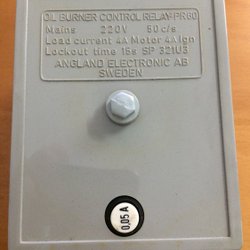 OIL BURNER CONTROL RELAY-PR60
Mains 220V 50 c/s
Load current 4A Motor 4A Ign
Lockout time 15s SP 321U3
ANGLAND ELECTRONIC AB
SWEDEN
0,05 A